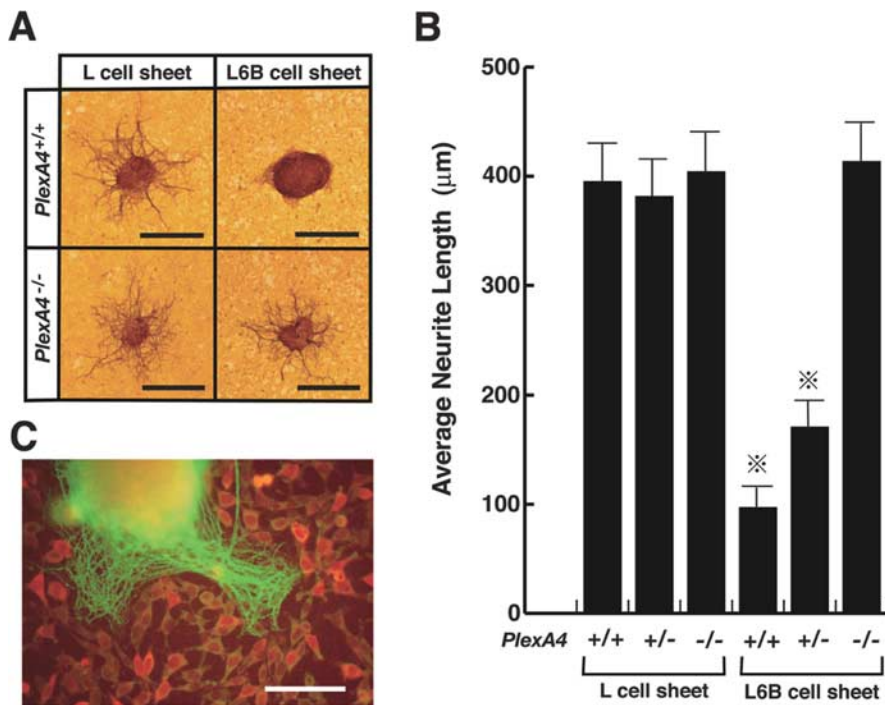 A
L cell sheet L6B cell sheet
PlexA4+/+
PlexA4-/-
B
Average Neurite Length (μm)
500
400
300
200
100
0
※
※
PlexA4 +/+ +/- -/- +/+ +/- -/-
L cell sheet L6B cell sheet
C